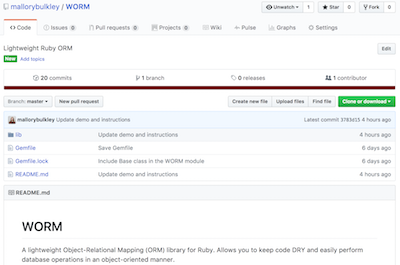 mallorybulkley / WORM
Unwatch 1 Star 0 Fork 0
Code Issues 0 Pull requests 0 Projects 0 Wiki Pulse Graphs Settings
Lightweight Ruby ORM
Edit
New Add topics
20 commits 1 branch 0 releases 1 contributor
Branch: master New pull request Create new file Upload files Find file Clone or download
mallorybulkley Update demo and instructions Latest commit 3783d15 4 hours ago
lib Update demo and instructions 4 hours ago
Gemfile Save Gemfile 6 days ago
Gemfile.lock Include Base class in the WORM module 6 days ago
README.md Update demo and instructions 4 hours ago
README.md
WORM
A lightweight Object-Relational Mapping (ORM) library for Ruby. Allows you to keep code DRY and easily perform
database operations in an object-oriented manner.